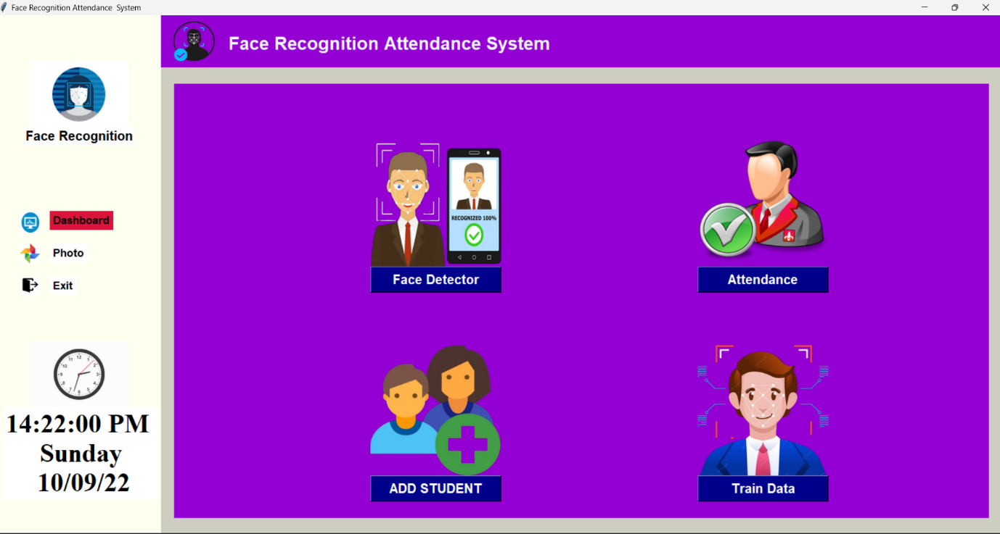 Face Recognition Attendance  System
Face Recognition Attendance System
Face Recognition
Dashboard
Photo
Exit
14:22:00 PM
Sunday
10/09/22
RECOGNIZED 100%
Face Detector
Attendance
ADD STUDENT
Train Data